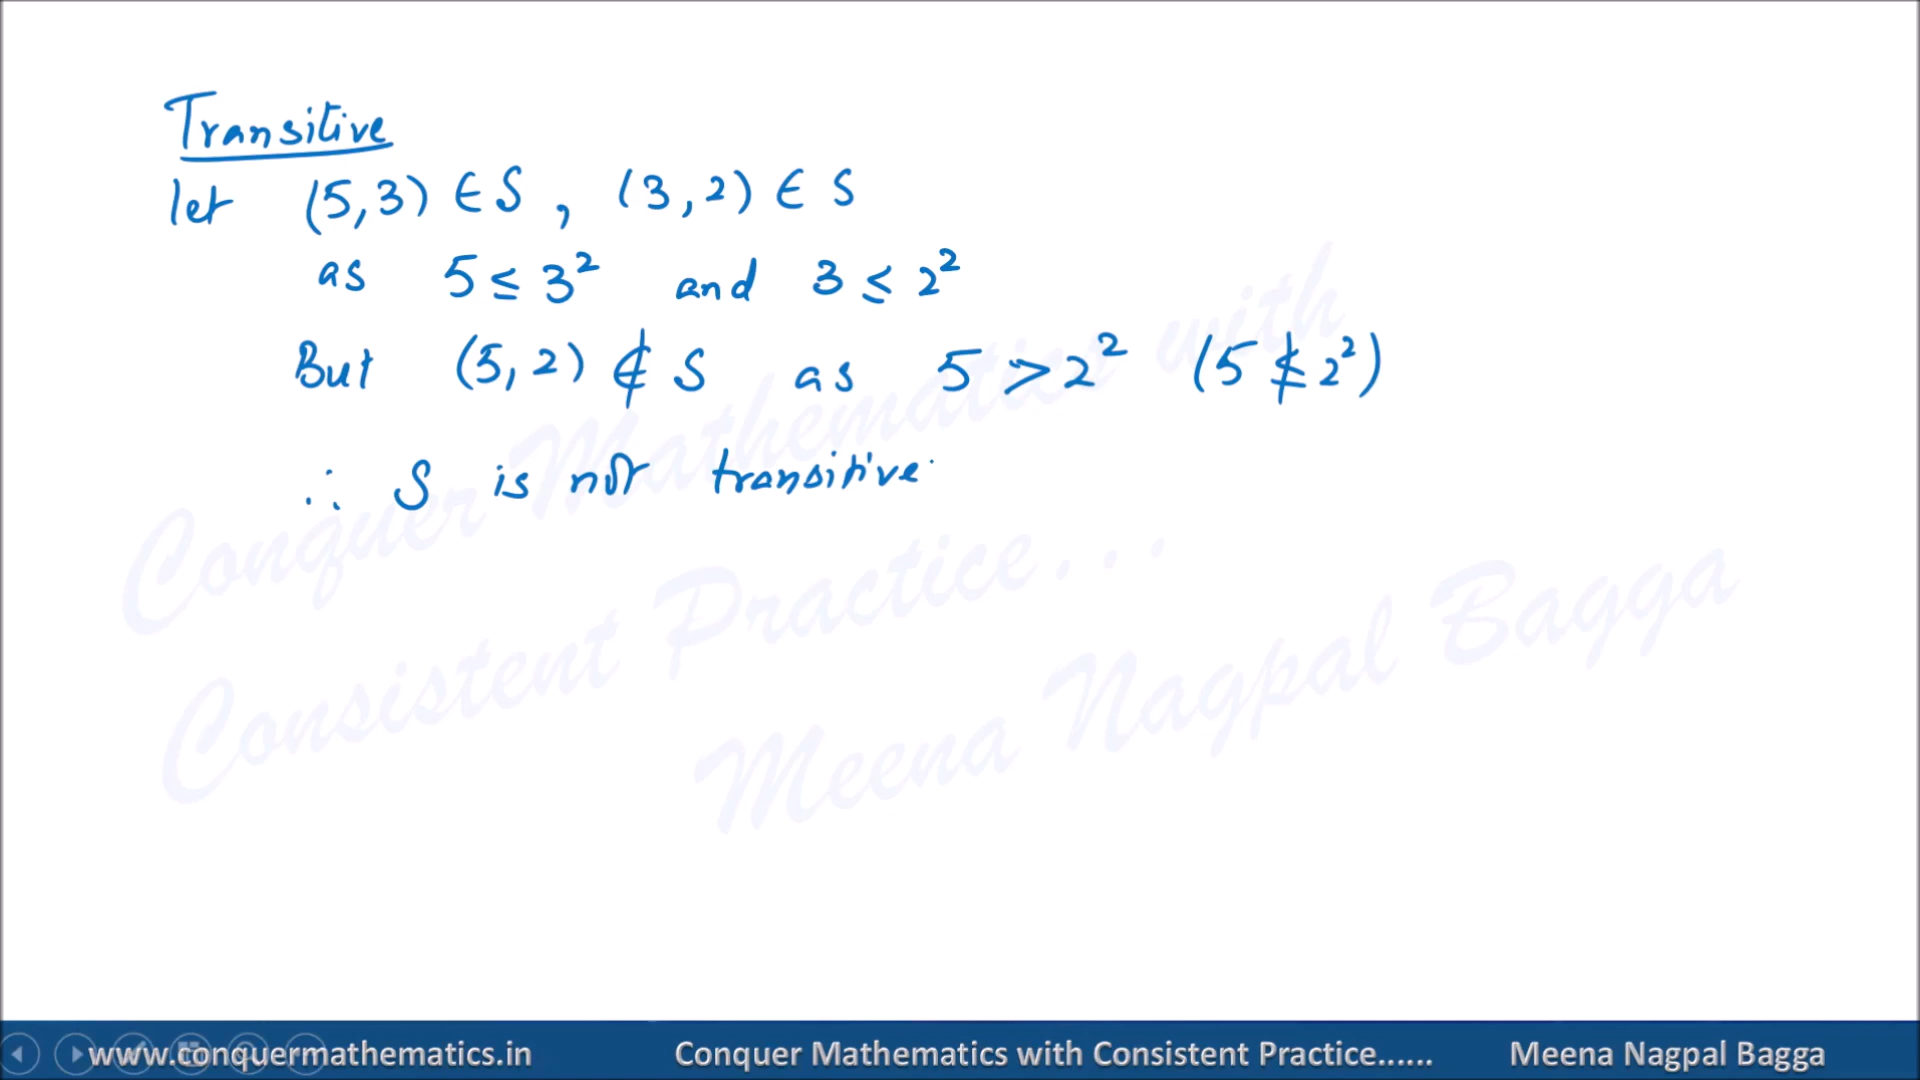 Transitive
let (5,3) ∈ S , (3,2) ∈ S
as 5 ≤ 3² and 3 ≤ 2²
But (5,2) ∉ S as 5 > 2² (5 ≰ 2²)
∴ S is not transitive.
Conquer Mathematics with
Consistent Practice...
Meena Nagpal Bagga
www.conquermathematics.in Conquer Mathematics with Consistent Practice...... Meena Nagpal Bagga